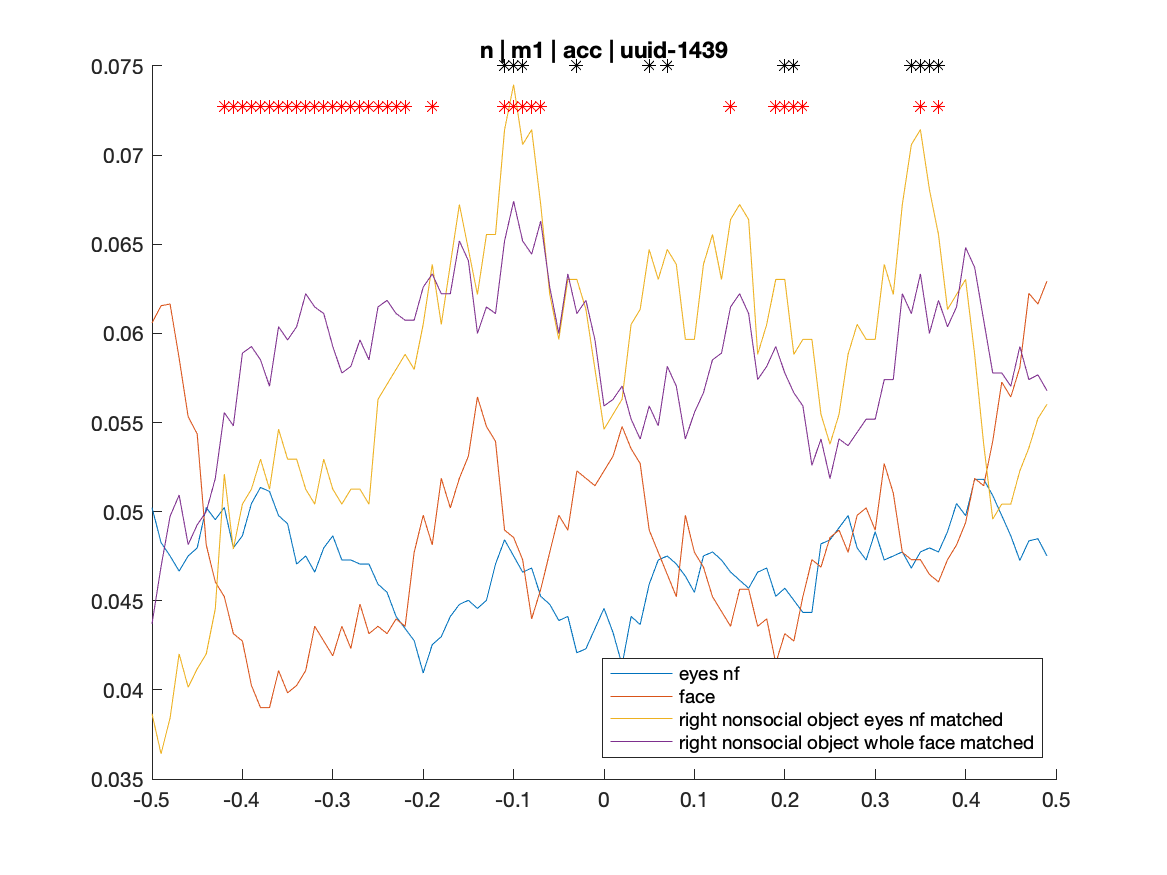 n | m1 | acc | uuid-1439
0.075
0.07
0.065
0.06
0.055
0.05
0.045
0.04
0.035
eyes nf
face
right nonsocial object eyes nf matched
right nonsocial object whole face matched
-0.5 -0.4 -0.3 -0.2 -0.1 0 0.1 0.2 0.3 0.4 0.5